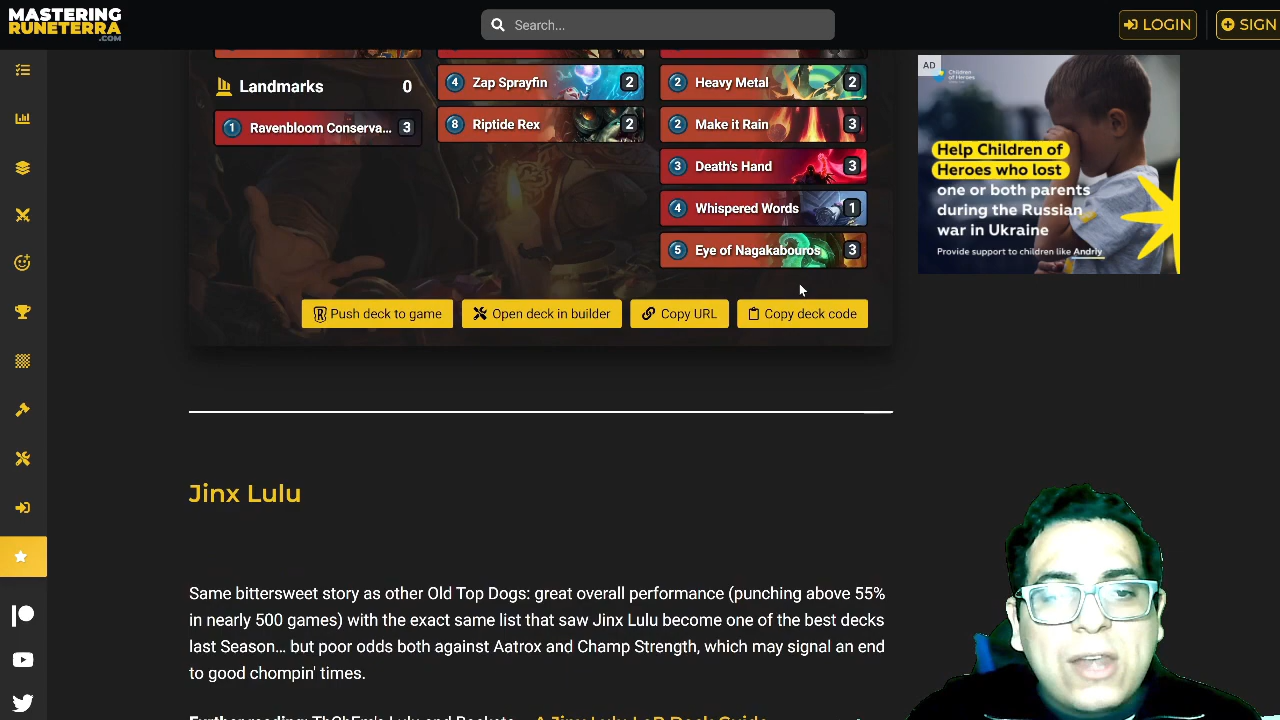 MASTERING
RUNETERRA
.COM
Search...
LOGIN
SIGN
Landmarks 0
1 Ravenbloom Conserva... 3
4 Zap Sprayfin 2
8 Riptide Rex 2
2 Heavy Metal 2
2 Make it Rain 3
3 Death's Hand 3
4 Whispered Words 1
5 Eye of Nagakabouros 3
Push deck to game
Open deck in builder
Copy URL
Copy deck code
AD
Children
of Heroes
Help Children of
Heroes who lost
one or both parents
during the Russian
war in Ukraine
Provide support to children like Andriy
Jinx Lulu
Same bittersweet story as other Old Top Dogs: great overall performance (punching above 55%
in nearly 500 games) with the exact same list that saw Jinx Lulu become one of the best decks
last Season... but poor odds both against Aatrox and Champ Strength, which may signal an end
to good chompin' times.